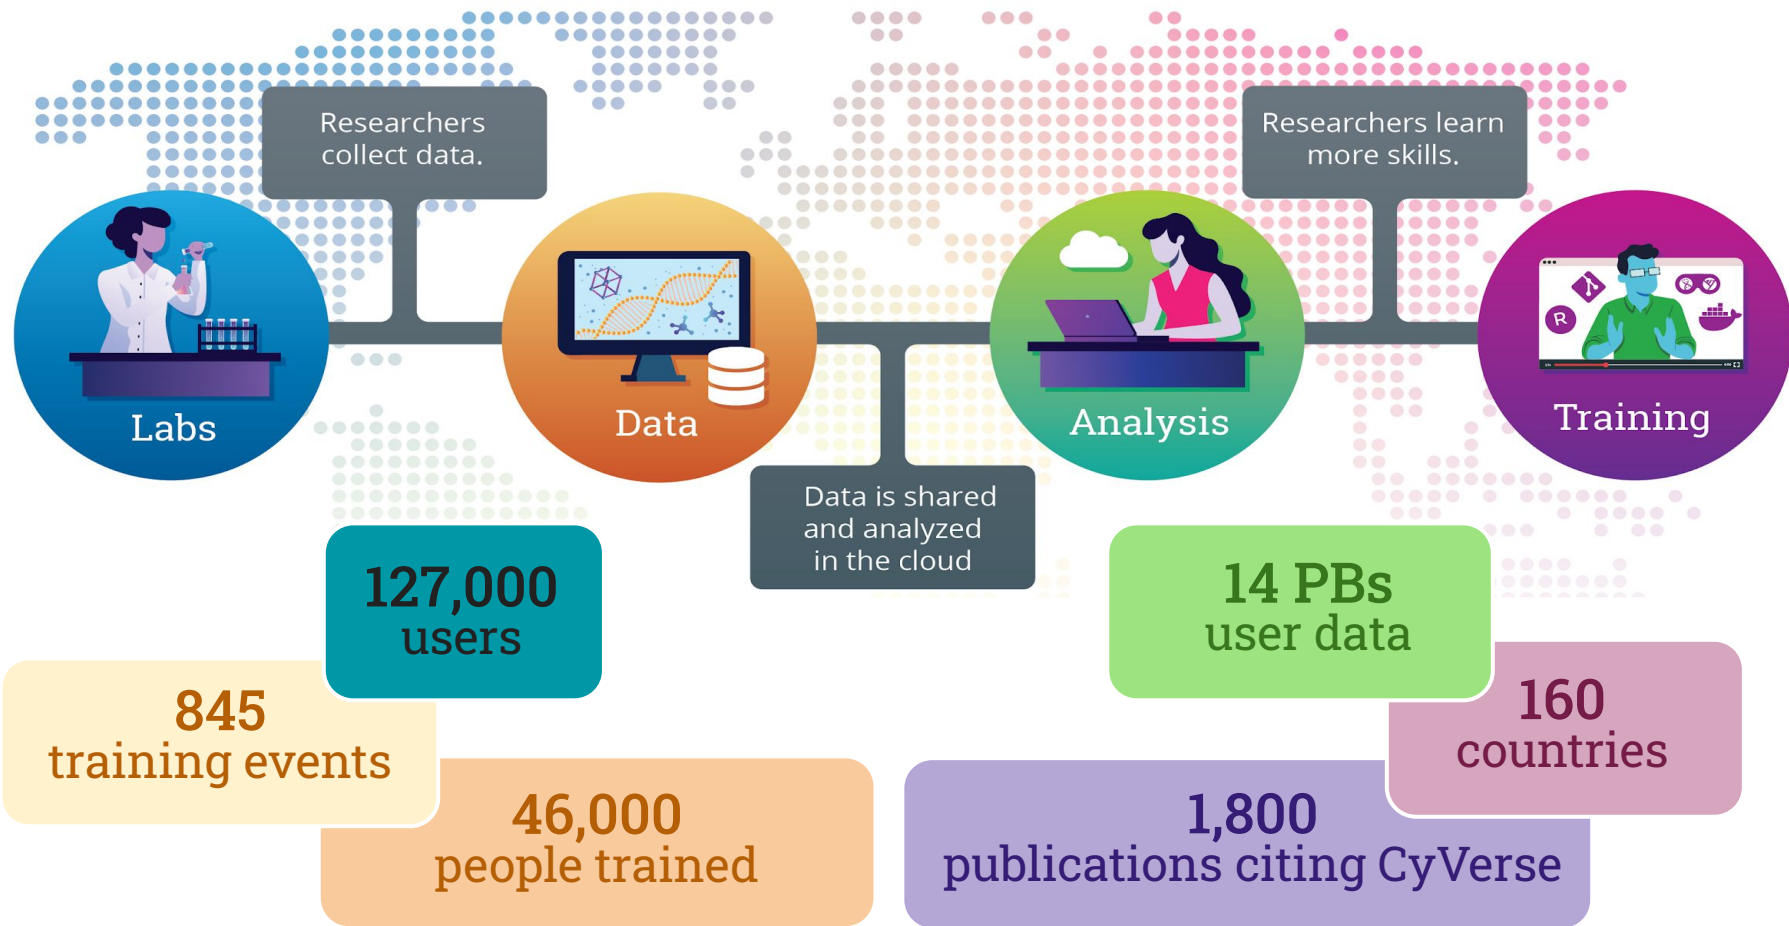 Researchers
collect data.
Researchers learn
more skills.
Labs
Data
Analysis
R
Training
Data is shared
and analyzed
in the cloud
127,000
users
14 PBs
user data
845
training events
160
countries
46,000
people trained
1,800
publications citing CyVerse